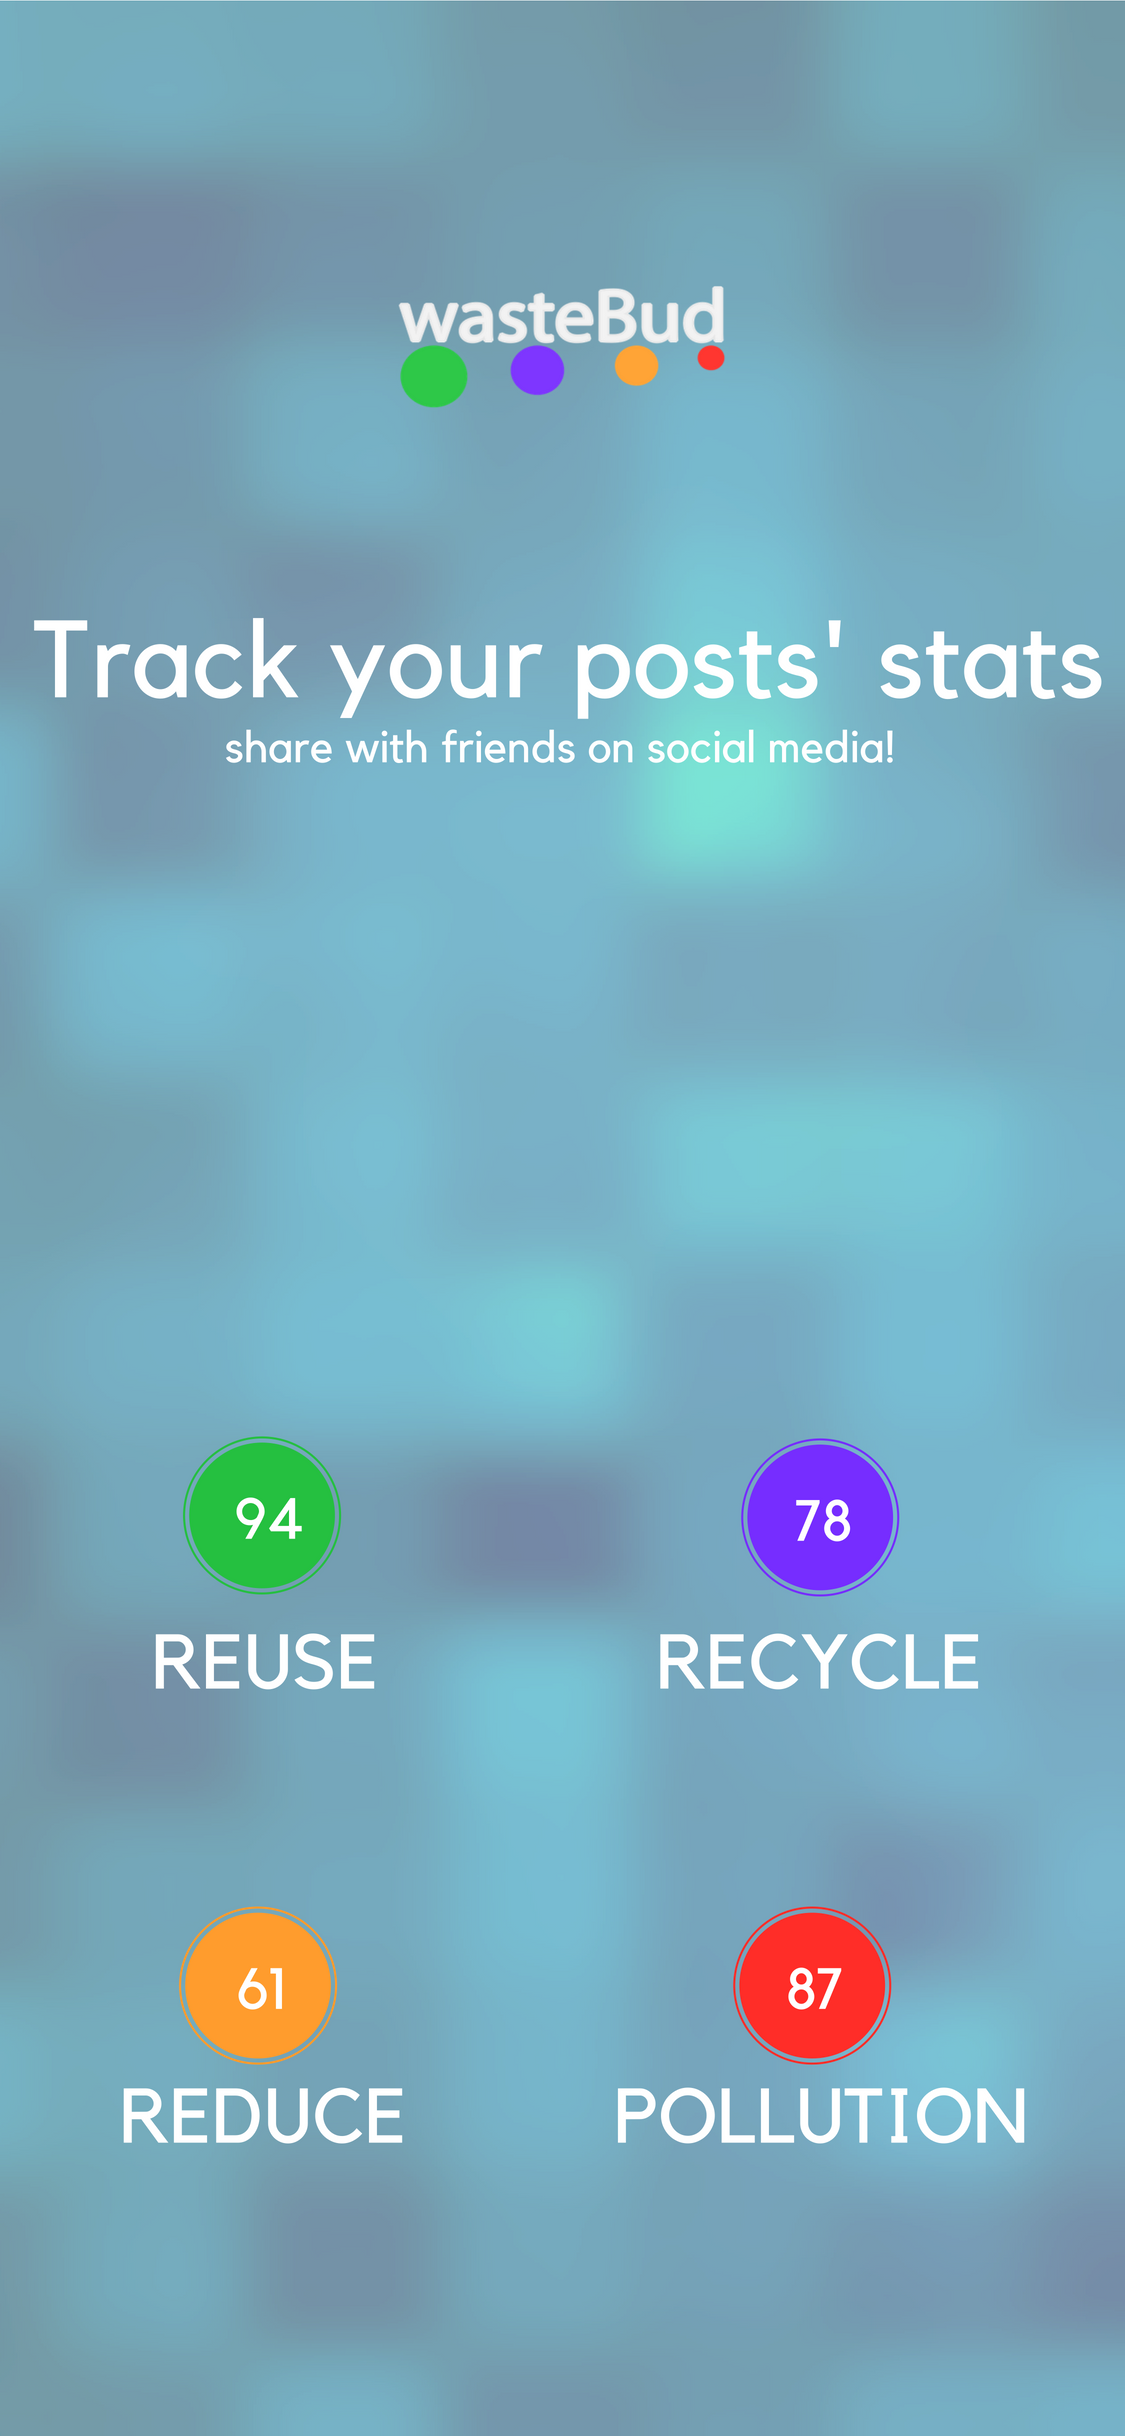 wasteBud
Track your posts' stats
share with friends on social media!
94
78
REUSE
RECYCLE
61
87
REDUCE
POLLUTION